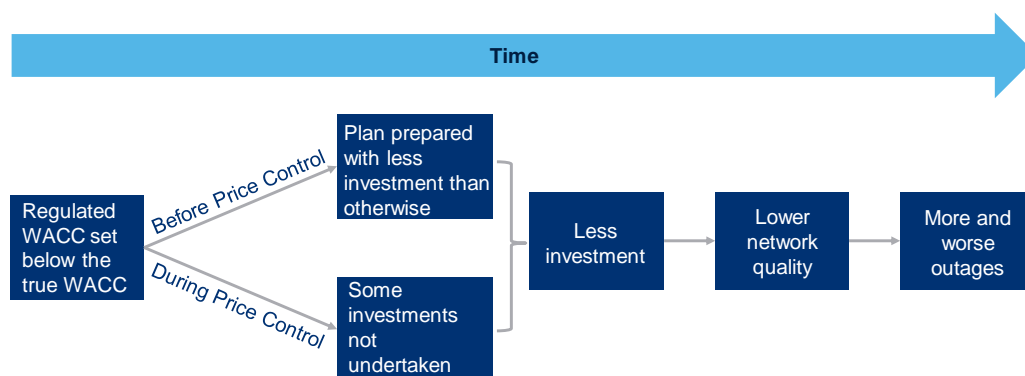 Time
Regulated
WACC set
below the
true WACC
Before Price Control
During Price Control
Plan prepared
with less
investment than
otherwise
Some
investments
not
undertaken
Less
investment
Lower
network
quality
More and
worse
outages